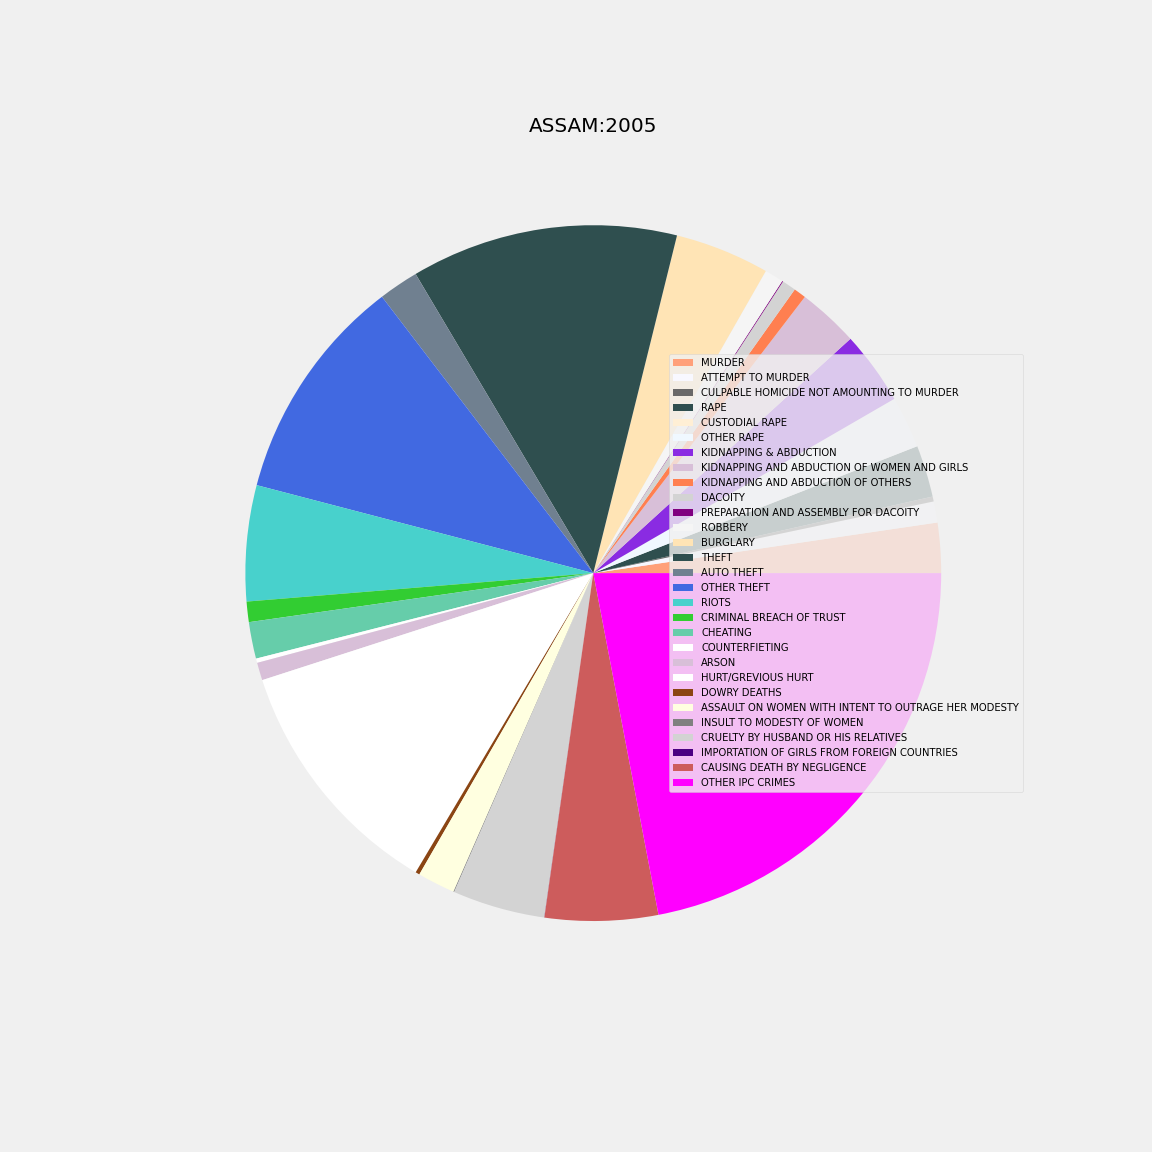 ASSAM:2005
MURDER
ATTEMPT TO MURDER
CULPABLE HOMICIDE NOT AMOUNTING TO MURDER
RAPE
CUSTODIAL RAPE
OTHER RAPE
KIDNAPPING & ABDUCTION
KIDNAPPING AND ABDUCTION OF WOMEN AND GIRLS
KIDNAPPING AND ABDUCTION OF OTHERS
DACOITY
PREPARATION AND ASSEMBLY FOR DACOITY
ROBBERY
BURGLARY
THEFT
AUTO THEFT
OTHER THEFT
RIOTS
CRIMINAL BREACH OF TRUST
CHEATING
COUNTERFIETING
ARSON
HURT/GREVIOUS HURT
DOWRY DEATHS
ASSAULT ON WOMEN WITH INTENT TO OUTRAGE HER MODESTY
INSULT TO MODESTY OF WOMEN
CRUELTY BY HUSBAND OR HIS RELATIVES
IMPORTATION OF GIRLS FROM FOREIGN COUNTRIES
CAUSING DEATH BY NEGLIGENCE
OTHER IPC CRIMES